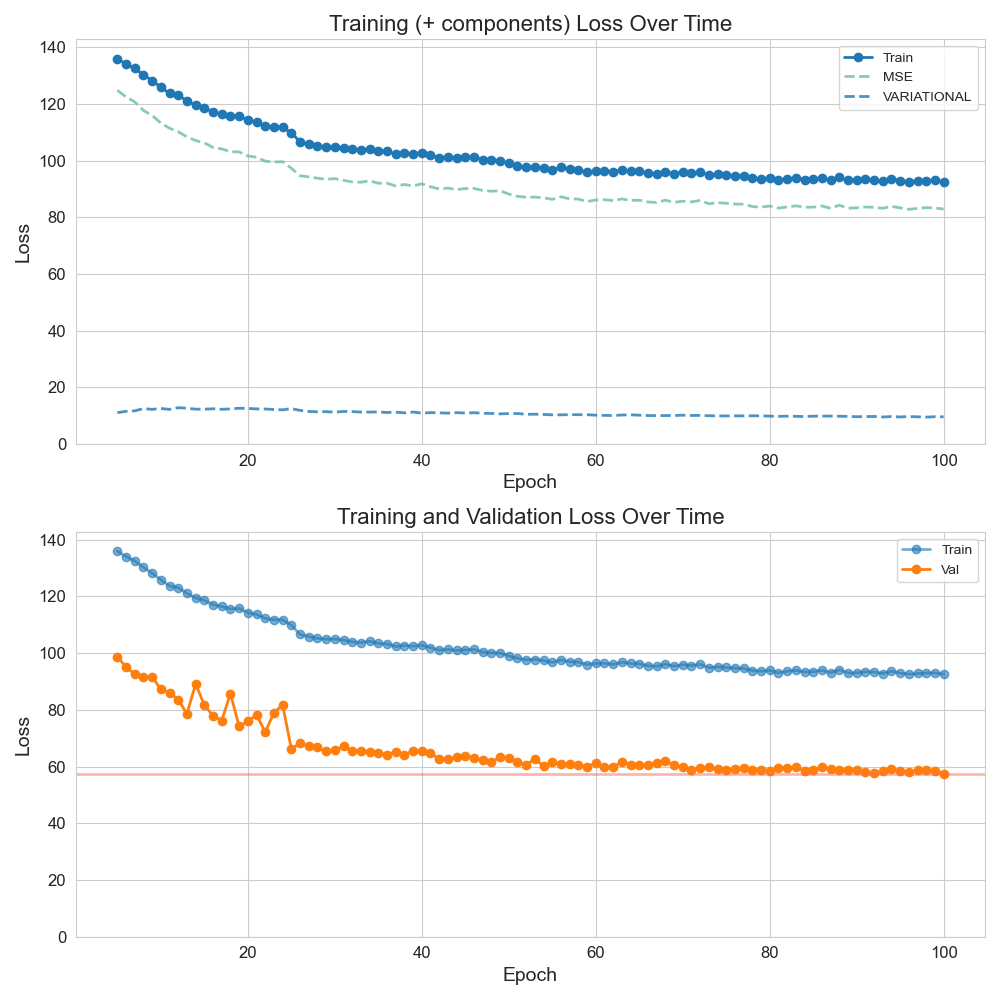 Training (+ components) Loss Over Time
140
120
100
80
60
40
20
0
Loss
Train
MSE
VARIATIONAL
20 40 60 80 100
Epoch
Training and Validation Loss Over Time
140
120
100
80
60
40
20
0
Loss
Train
Val
20 40 60 80 100
Epoch